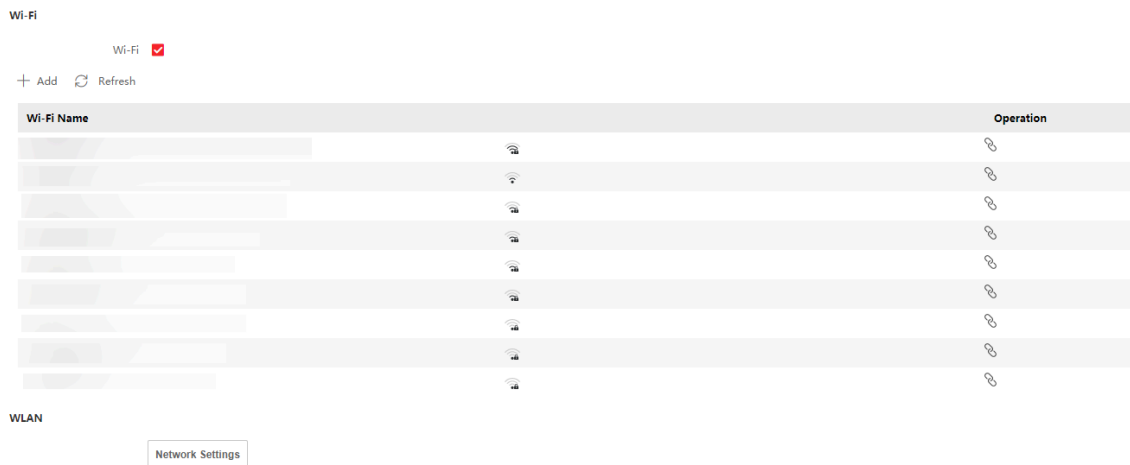 Wi-Fi
Wi-Fi
Add Refresh
Wi-Fi Name Operation
WLAN
Network Settings